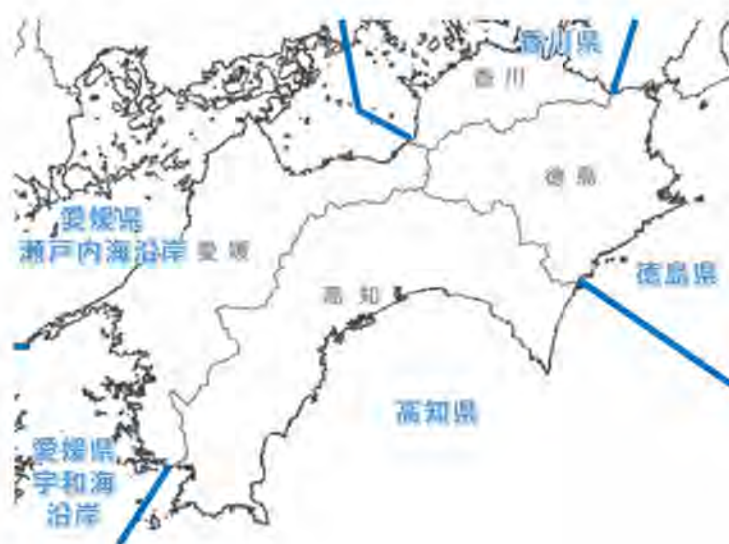 香川県
香川
徳島
愛媛県
瀬戸内海沿岸
愛媛
徳島県
高知
高知県
愛媛県
宇和海
沿岸